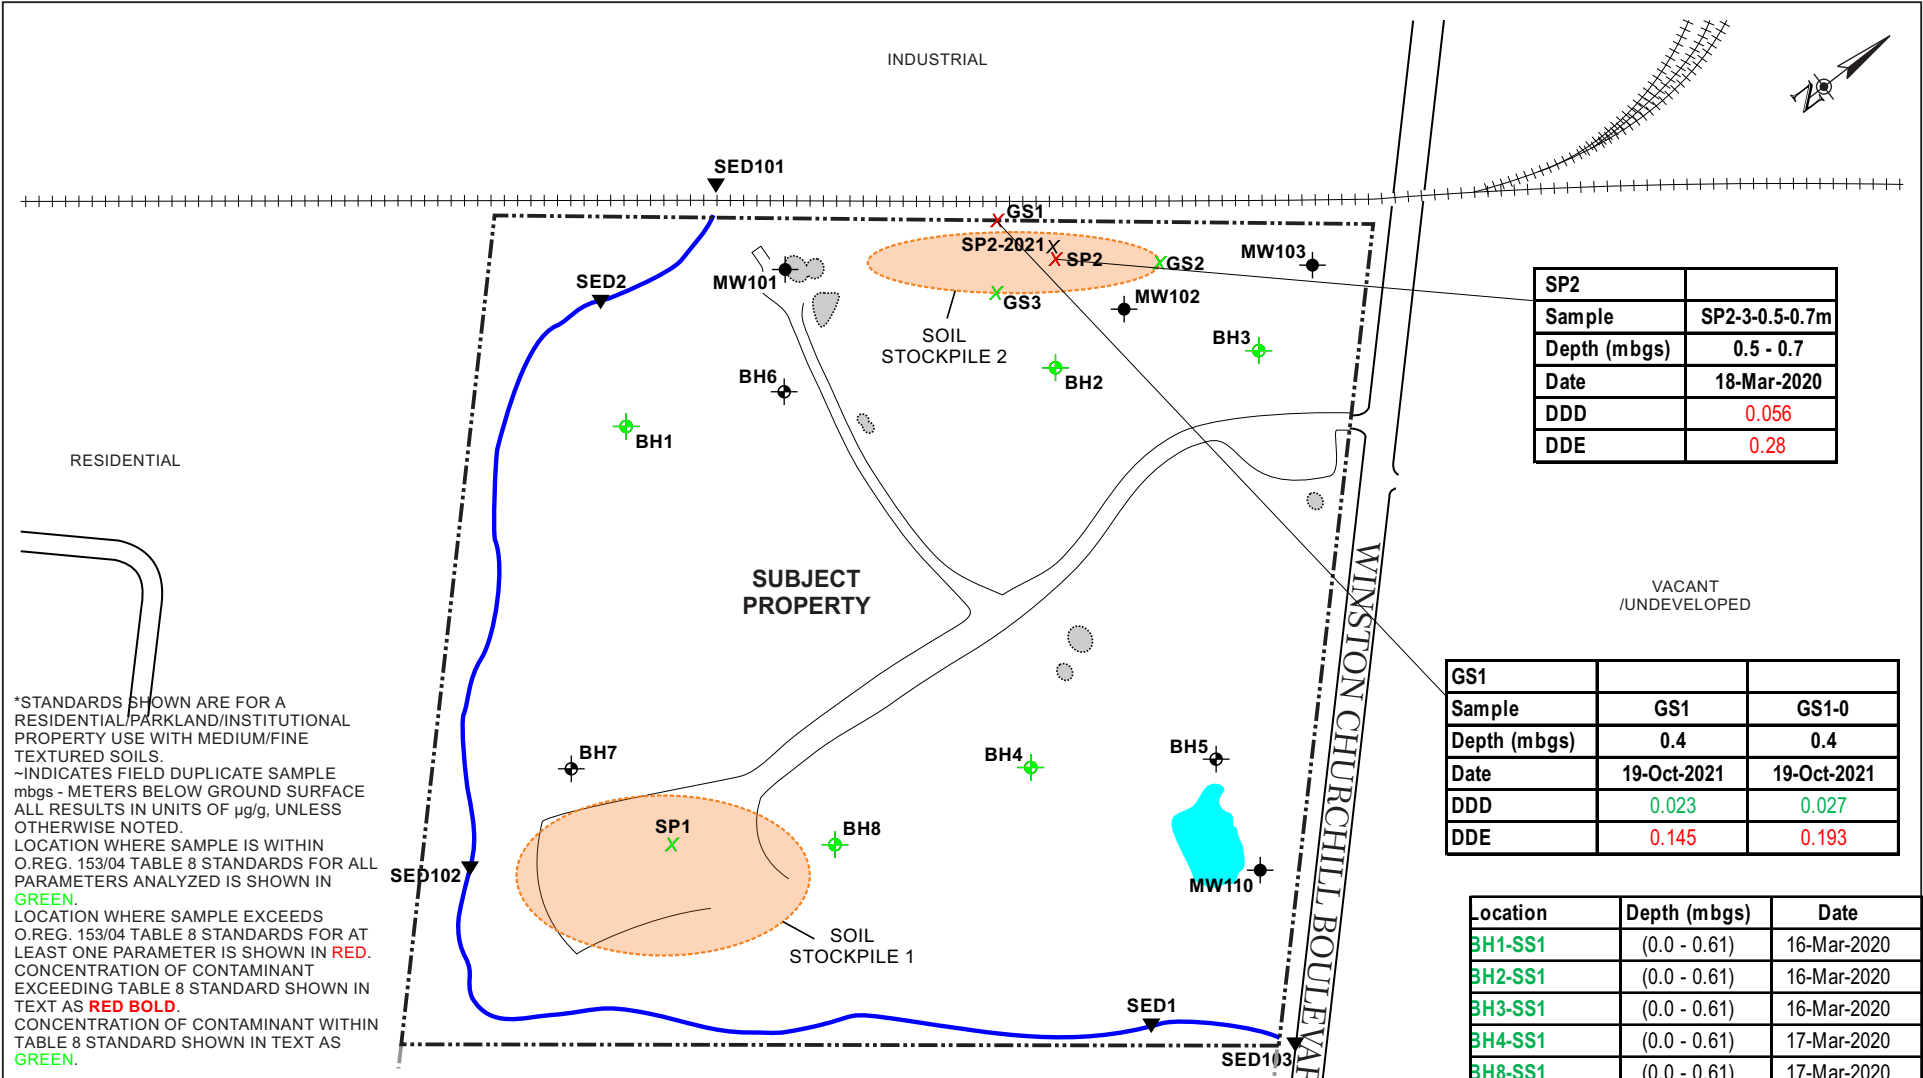 INDUSTRIAL
N
SED101
GS1
SP2-2021
SP2
GS2
MW103
SED2
MW101
GS3
MW102
SOIL
STOCKPILE 2
BH3
BH6
BH2
BH1
SP2
Sample SP2-3-0.5-0.7m
Depth (mbgs) 0.5 - 0.7
Date 18-Mar-2020
DDD 0.056
DDE 0.28
RESIDENTIAL
SUBJECT
PROPERTY
WINSTON CHURCHILL BOULEVAR
VACANT
/UNDEVELOPED
GS1
Sample GS1 GS1-0
Depth (mbgs) 0.4 0.4
Date 19-Oct-2021 19-Oct-2021
DDD 0.023 0.027
DDE 0.145 0.193
*STANDARDS SHOWN ARE FOR A
RESIDENTIAL/PARKLAND/INSTITUTIONAL
PROPERTY USE WITH MEDIUM/FINE
TEXTURED SOILS.
~INDICATES FIELD DUPLICATE SAMPLE
mbgs - METERS BELOW GROUND SURFACE
ALL RESULTS IN UNITS OF µg/g, UNLESS
OTHERWISE NOTED.
LOCATION WHERE SAMPLE IS WITHIN
O.REG. 153/04 TABLE 8 STANDARDS FOR ALL
PARAMETERS ANALYZED IS SHOWN IN
GREEN.
LOCATION WHERE SAMPLE EXCEEDS
O.REG. 153/04 TABLE 8 STANDARDS FOR AT
LEAST ONE PARAMETER IS SHOWN IN RED.
CONCENTRATION OF CONTAMINANT
EXCEEDING TABLE 8 STANDARD SHOWN IN
TEXT AS RED BOLD.
CONCENTRATION OF CONTAMINANT WITHIN
TABLE 8 STANDARD SHOWN IN TEXT AS
GREEN.
BH7
BH4
BH5
SP1
BH8
SED102
MW110
SOIL
STOCKPILE 1
SED1
SED103
Location Depth (mbgs) Date
BH1-SS1 (0.0 - 0.61) 16-Mar-2020
BH2-SS1 (0.0 - 0.61) 16-Mar-2020
BH3-SS1 (0.0 - 0.61) 16-Mar-2020
BH4-SS1 (0.0 - 0.61) 17-Mar-2020
BH8-SS1 (0.0 - 0.61) 17-Mar-2020